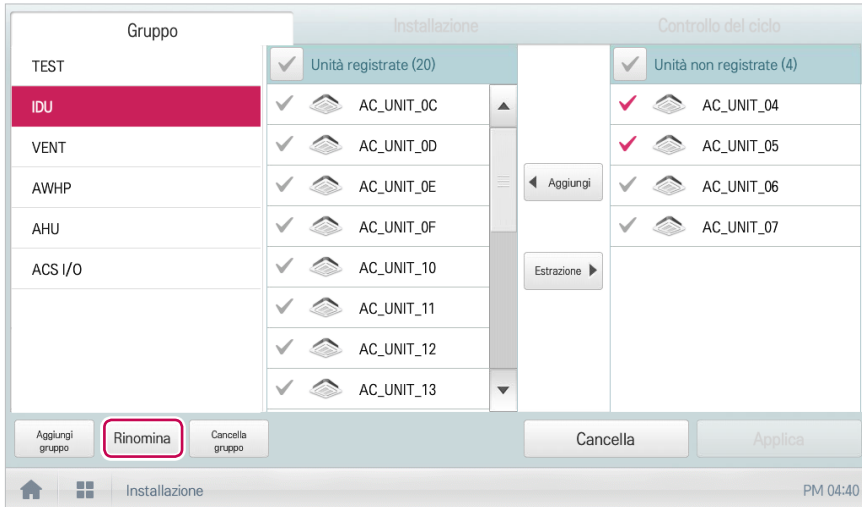 Gruppo
Installazione
Controllo del ciclo
TEST
IDU
VENT
AWHP
AHU
ACS I/O
Unità registrate (20)
AC_UNIT_0C
AC_UNIT_0D
AC_UNIT_0E
AC_UNIT_0F
AC_UNIT_10
AC_UNIT_11
AC_UNIT_12
AC_UNIT_13
Aggiungi
Estrazione
Unità non registrate (4)
AC_UNIT_04
AC_UNIT_05
AC_UNIT_06
AC_UNIT_07
Aggiungi
gruppo
Rinomina
Cancella
gruppo
Cancella
Applica
Installazione
PM 04:40